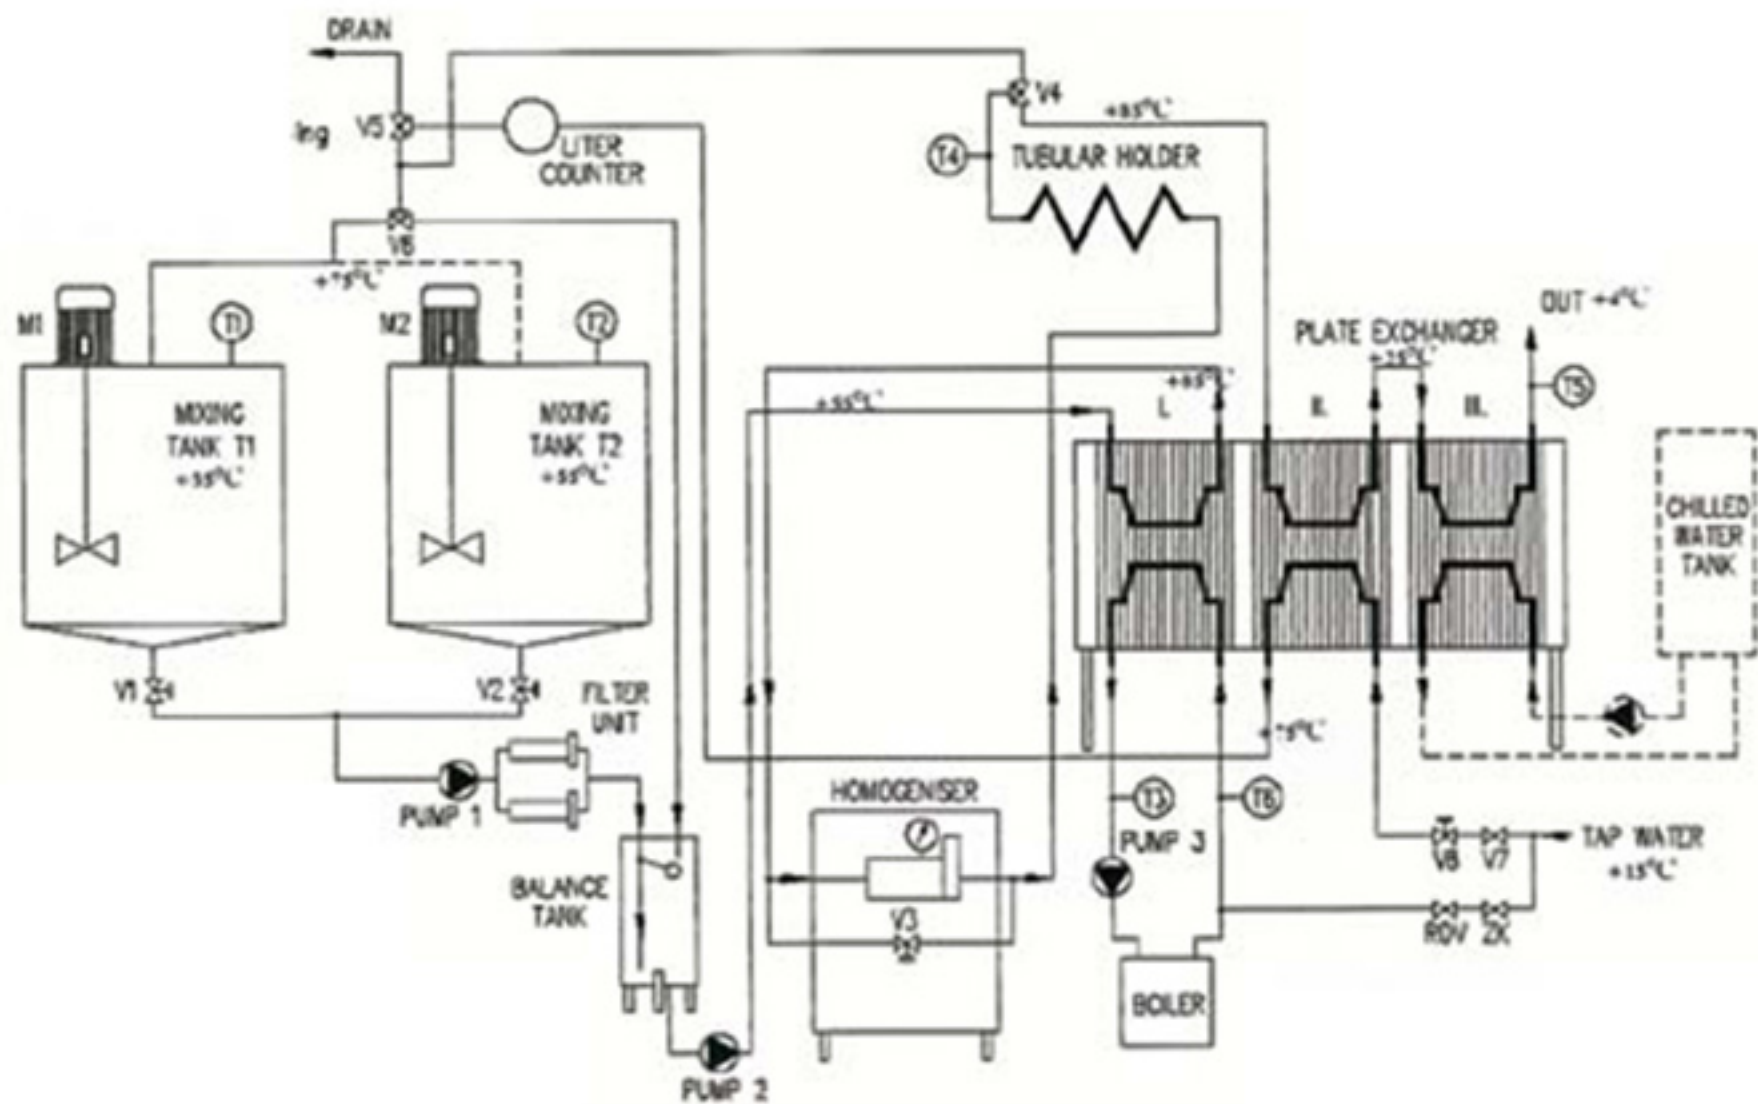 DRAIN
-ing
V5
LITER
COUNTER
V4
+85°C
T4
TUBULAR HOLDER
V6
+75°C
M1
T1
M2
T2
MIXING
TANK T1
+55°C
MIXING
TANK T2
+55°C
OUT +4°C
PLATE EXCHANGER
+25°C
T5
+55°C
+85°C
I.
II.
III.
CHILLED
WATER
TANK
V1
V2
FILTER
UNIT
PUMP 1
+75°C
HOMOGENISER
T3
T6
PUMP 3
V8
V7
TAP WATER
+15°C
BALANCE
TANK
V3
RDV
ZK
BOILER
PUMP 2